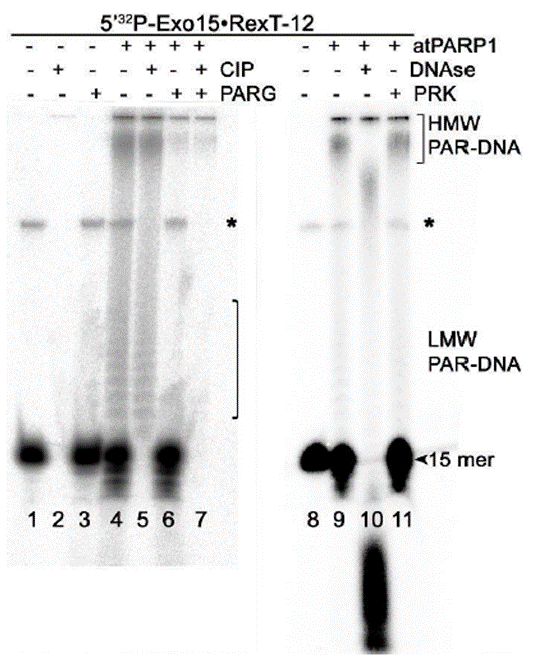 5'³²P-Exo15•RexT-12
- - - + + + + - + + + atPARP1
- + - - + - + CIP - - + - DNAse
- - + - - + + PARG - - - + PRK
HMW
PAR-DNA
* *
LMW
PAR-DNA
15 mer
1 2 3 4 5 6 7 8 9 10 11